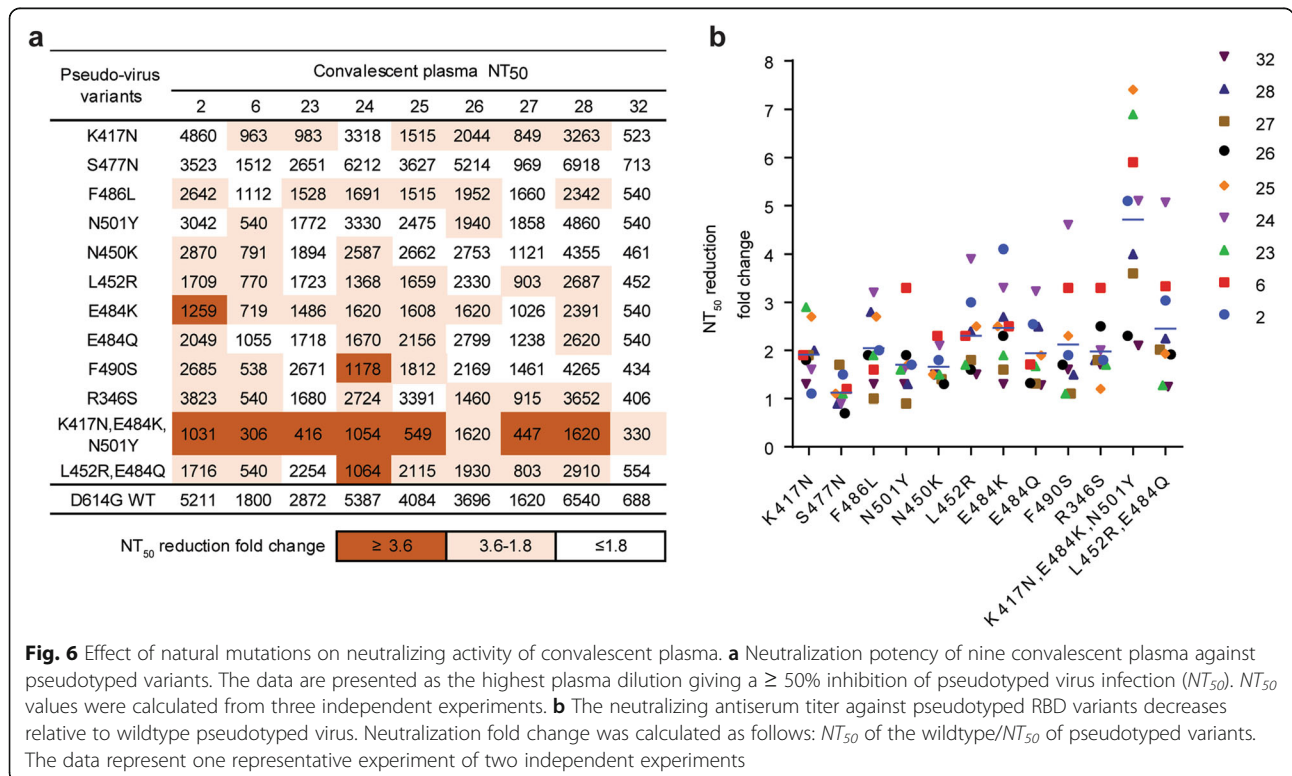 a
Convalescent plasma NT50
Pseudo-virus variants
2 6 23 24 25 26 27 28 32
K417N 4860 963 983 3318 1515 2044 849 3263 523
S477N 3523 1512 2651 6212 3627 5214 969 6918 713
F486L 2642 1112 1528 1691 1515 1952 1660 2342 540
N501Y 3042 540 1772 3330 2475 1940 1858 4860 540
N450K 2870 791 1894 2587 2662 2753 1121 4355 461
L452R 1709 770 1723 1368 1659 2330 903 2687 452
E484K 1259 719 1486 1620 1608 1620 1026 2391 540
E484Q 2049 1055 1718 1670 2156 2799 1238 2620 540
F490S 2685 538 2671 1178 1812 2169 1461 4265 434
R346S 3823 540 1680 2724 3391 1460 915 3652 406
K417N,E484K, N501Y 1031 306 416 1054 549 1620 447 1620 330
L452R,E484Q 1716 540 2254 1064 2115 1930 803 2910 554
D614G WT 5211 1800 2872 5387 4084 3696 1620 6540 688
NT50 reduction fold change ≥ 3.6 3.6-1.8 ≤1.8
b
NT50 reduction
fold change
8
7
6
5
4
3
2
1
0
K417N
S477N
F486L
N501Y
N450K
L452R
E484K
E484Q
F490S
R346S
K417N,E484K,N501Y
L452R,E484Q
32
28
27
26
25
24
23
6
2
Fig. 6 Effect of natural mutations on neutralizing activity of convalescent plasma. a Neutralization potency of nine convalescent plasma against
pseudotyped variants. The data are presented as the highest plasma dilution giving a ≥ 50% inhibition of pseudotyped virus infection (NT50). NT50
values were calculated from three independent experiments. b The neutralizing antiserum titer against pseudotyped RBD variants decreases
relative to wildtype pseudotyped virus. Neutralization fold change was calculated as follows: NT50 of the wildtype/NT50 of pseudotyped variants.
The data represent one representative experiment of two independent experiments